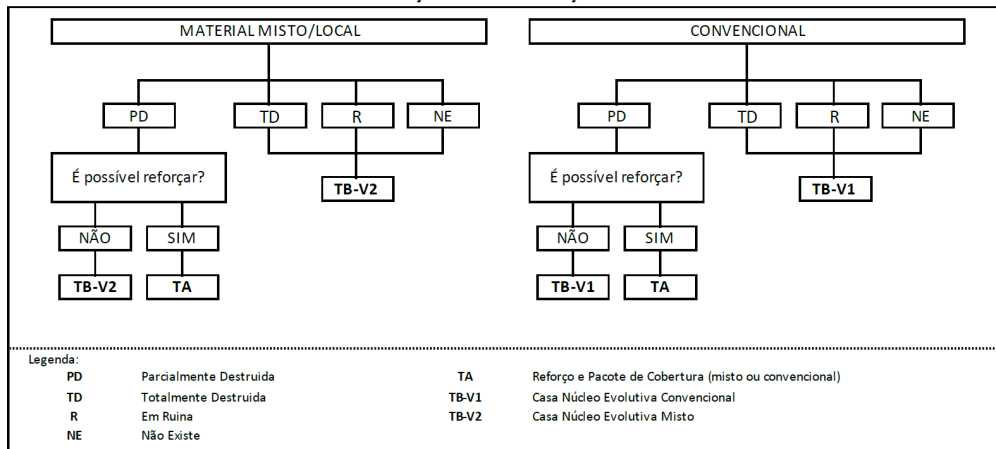 MATERIAL MISTO/LOCAL
CONVENCIONAL
PD
TD
R
NE
PD
TD
R
NE
É possível reforçar?
TB-V2
É possível reforçar?
TB-V1
NÃO
SIM
NÃO
SIM
TB-V2
TA
TB-V1
TA
Legenda:
PD Parcialmente Destruida TA Reforço e Pacote de Cobertura (misto ou convencional)
TD Totalmente Destruida TB-V1 Casa Núcleo Evolutiva Convencional
R Em Ruina TB-V2 Casa Núcleo Evolutiva Misto
NE Não Existe